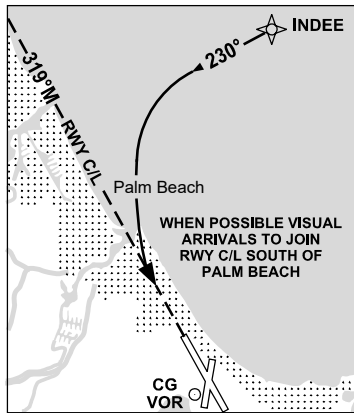 INDEE
230°
319°M
RWY C/L
Palm Beach
WHEN POSSIBLE VISUAL
ARRIVALS TO JOIN
RWY C/L SOUTH OF
PALM BEACH
CG
VOR